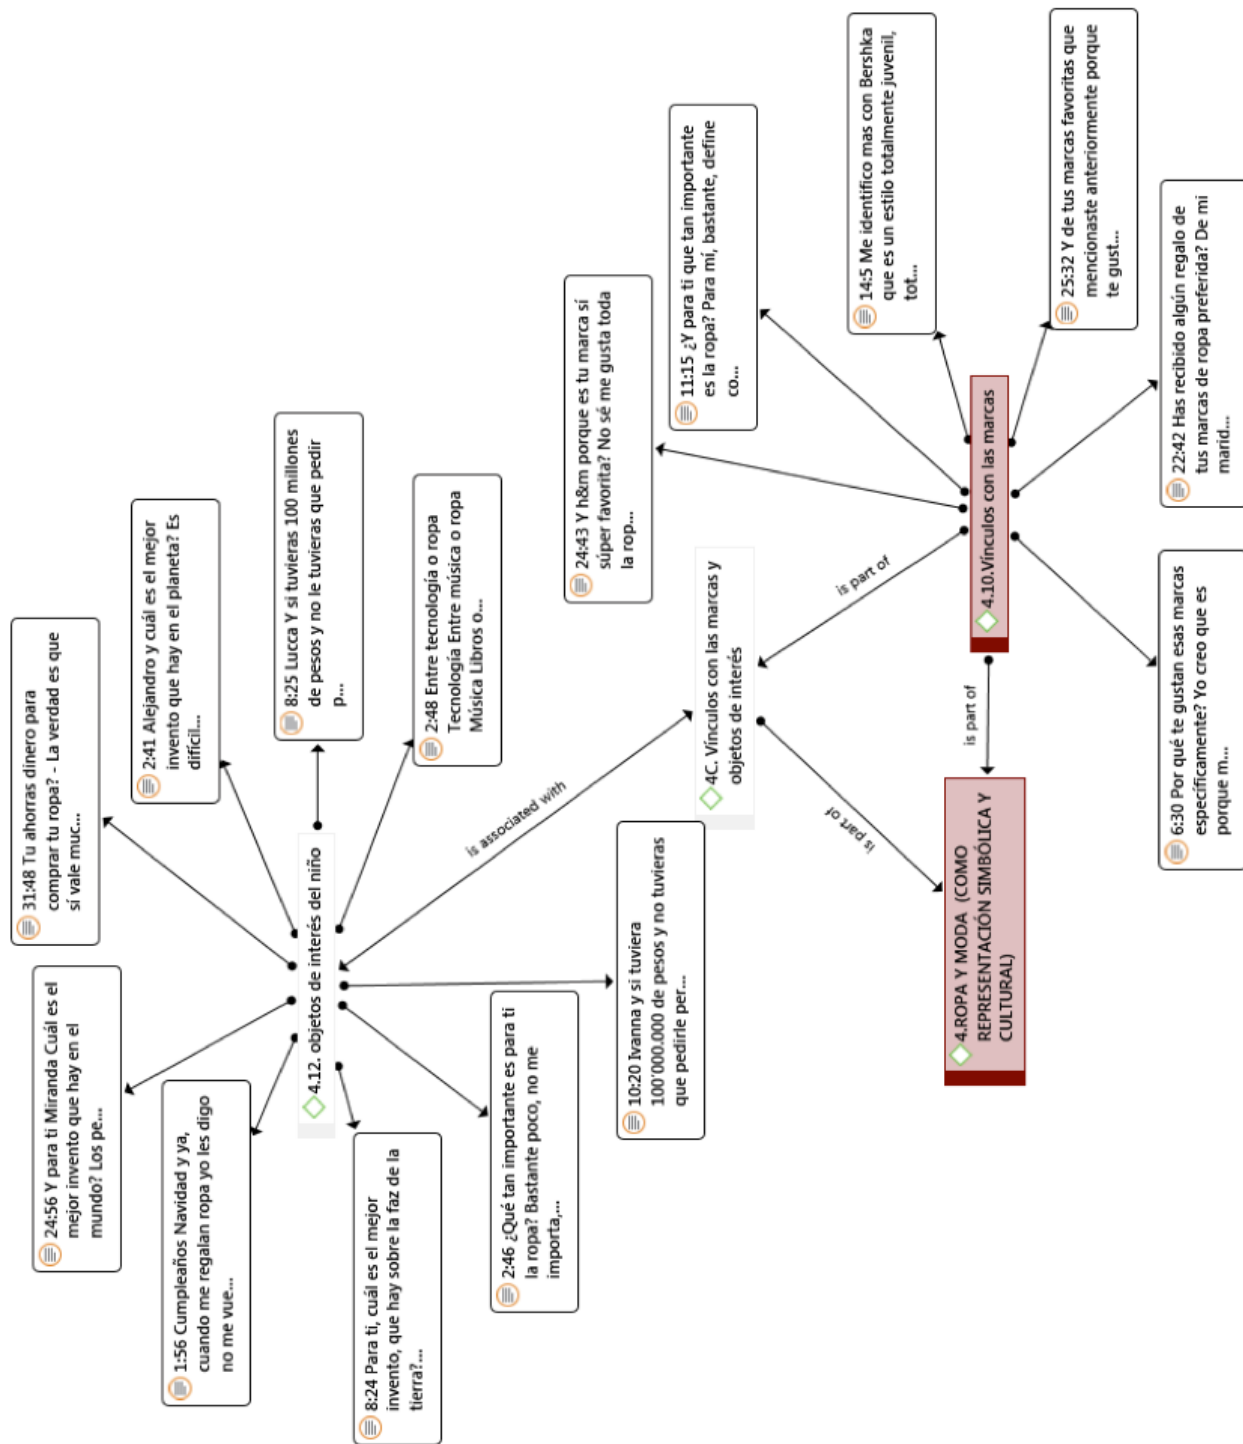 31:48 Tu ahorras dinero para
comprar tu ropa? - La verdad es que
sí vale muc...
24:56 Y para ti Miranda Cuál es el
mejor invento que hay en el
mundo? Los pe...
2:41 Alejandro y cuál es el mejor
invento que hay en el planeta? Es
difícil...
1:56 Cumpleaños Navidad y ya,
cuando me regalan ropa yo les digo
no me vue...
8:25 Lucca Y si tuvieras 100 millones
de pesos y no le tuvieras que pedir
p...
4.12. objetos de interés del niño
8:24 Para ti, cuál es el mejor
invento, que hay sobre la faz de la
tierra?...
2:48 Entre tecnología o ropa
Tecnología Entre música o ropa
Música Libros o...
2:46 ¿Qué tan importante es para ti
la ropa? Bastante poco, no me
importa,...
is associated with
10:20 Ivanna y si tuviera
100'000.000 de pesos y no tuvieras
que pedirle per...
24:43 Y h&m porque es tu marca sí
súper favorita? No sé me gusta toda
la rop...
11:15 ¿Y para ti que tan importante
es la ropa? Para mí, bastante, define
co...
4C. Vínculos con las marcas y
objetos de interés
is part of
is part of
14:5 Me identifico mas con Bershka
que es un estilo totalmente juvenil,
tot...
4.10.Vínculos con las marcas
is part of
4.ROPA Y MODA (COMO
REPRESENTACIÓN SIMBÓLICA Y
CULTURAL)
25:32 Y de tus marcas favoritas que
mencionaste anteriormente porque
te gust...
22:42 Has recibido algún regalo de
tus marcas de ropa preferida? De mi
marid...
6:30 Por qué te gustan esas marcas
específicamente? Yo creo que es
porque m...